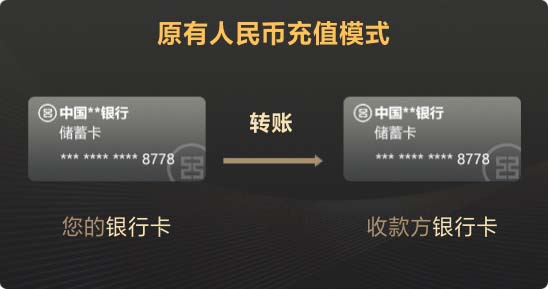 原有人民币充值模式
中国**银行
储蓄卡
*** **** **** 8778
转账
中国**银行
储蓄卡
*** **** **** 8778
您的银行卡
收款方银行卡